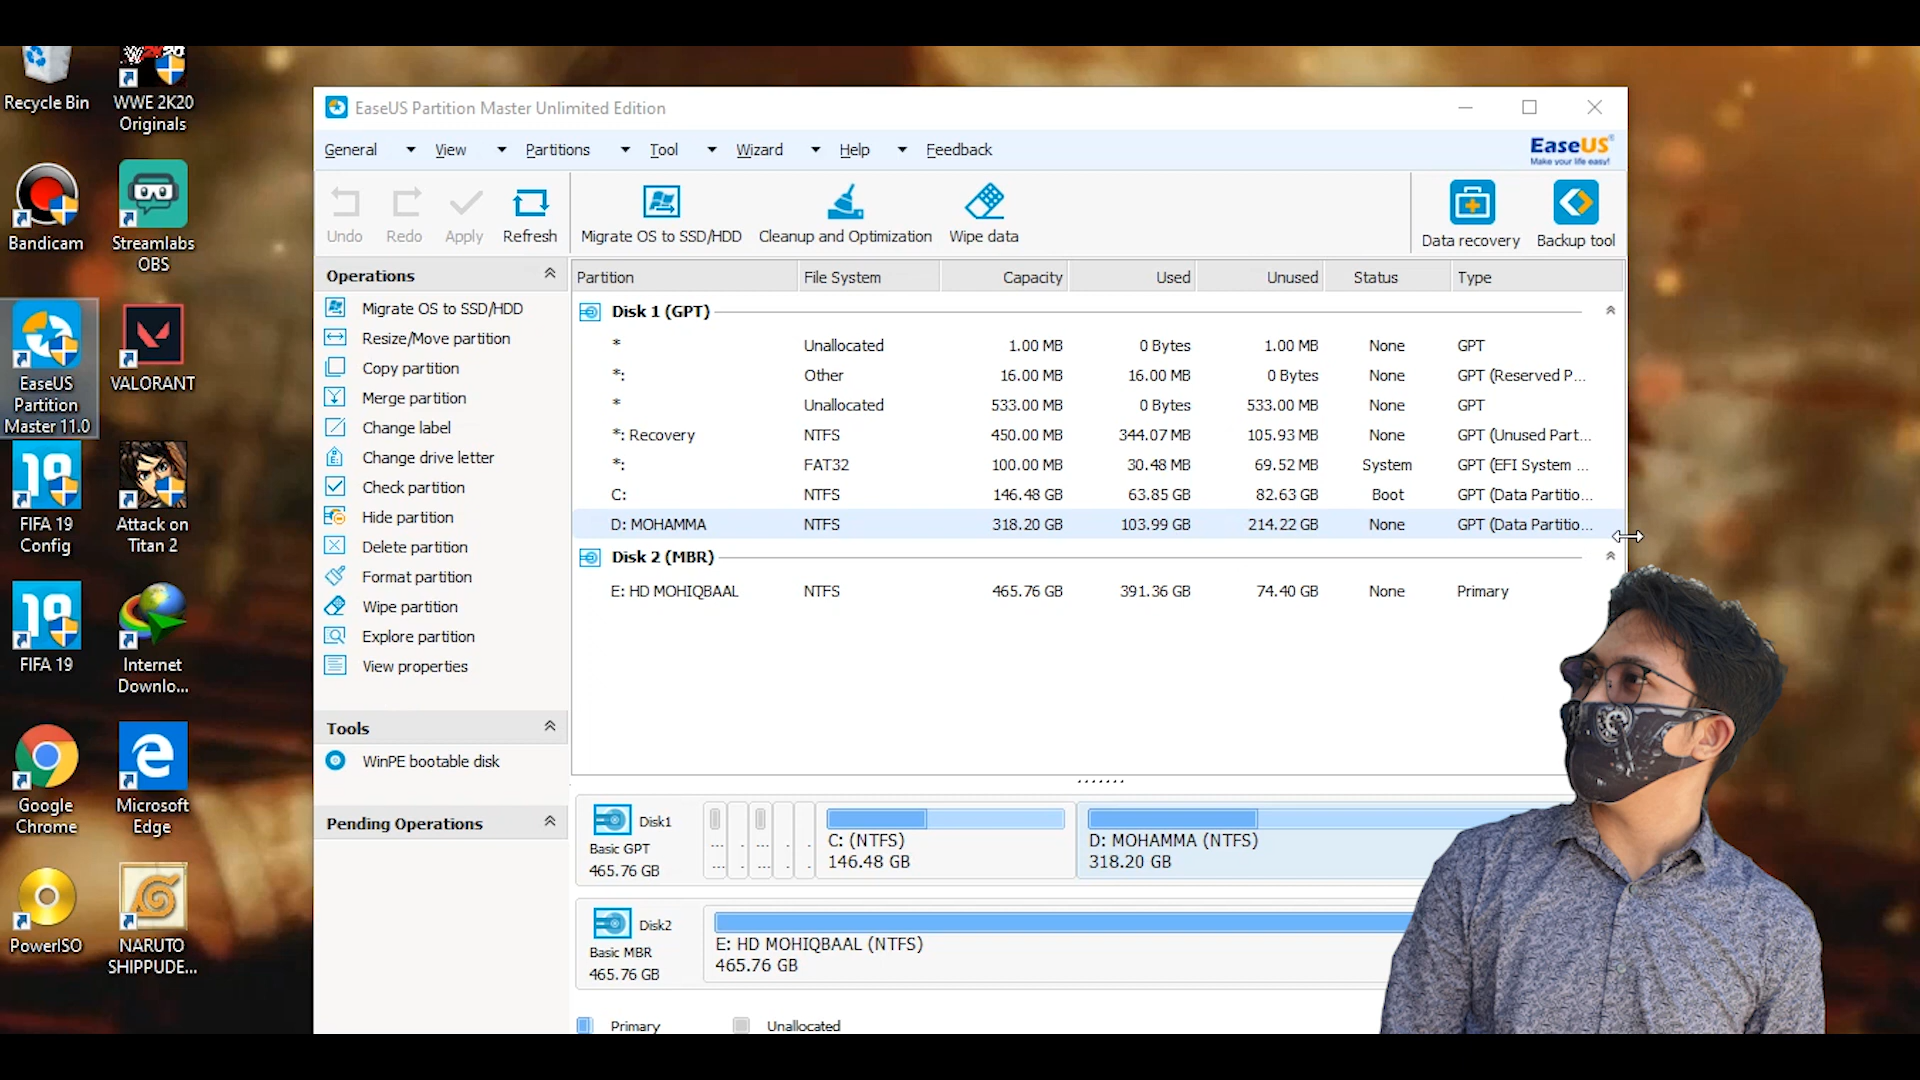 Recycle Bin
WWE 2K20
Originals
Bandicam
Streamlabs
OBS
EaseUS
Partition
Master 11.0
VALORANT
FIFA 19
Config
Attack on
Titan 2
FIFA 19
Internet
Downlo...
Google
Chrome
Microsoft
Edge
PowerISO
NARUTO
SHIPPUDE...
EaseUS Partition Master Unlimited Edition
General View Partitions Tool Wizard Help Feedback
EaseUS
Make your life easy!
Undo Redo Apply Refresh Migrate OS to SSD/HDD Cleanup and Optimization Wipe data Data recovery Backup tool
Operations
Migrate OS to SSD/HDD
Resize/Move partition
Copy partition
Merge partition
Change label
Change drive letter
Check partition
Hide partition
Delete partition
Format partition
Wipe partition
Explore partition
View properties
Tools
WinPE bootable disk
Pending Operations
Partition File System Capacity Used Unused Status Type
Disk 1 (GPT)
* Unallocated 1.00 MB 0 Bytes 1.00 MB None GPT
*: Other 16.00 MB 16.00 MB 0 Bytes None GPT (Reserved P...
* Unallocated 533.00 MB 0 Bytes 533.00 MB None GPT
*: Recovery NTFS 450.00 MB 344.07 MB 105.93 MB None GPT (Unused Part...
*: FAT32 100.00 MB 30.48 MB 69.52 MB System GPT (EFI System ...
C: NTFS 146.48 GB 63.85 GB 82.63 GB Boot GPT (Data Partitio...
D: MOHAMMA NTFS 318.20 GB 103.99 GB 214.22 GB None GPT (Data Partitio...
Disk 2 (MBR)
E: HD MOHIQBAAL NTFS 465.76 GB 391.36 GB 74.40 GB None Primary
Disk1
Basic GPT
465.76 GB
C: (NTFS)
146.48 GB
D: MOHAMMA (NTFS)
318.20 GB
Disk2
Basic MBR
465.76 GB
E: HD MOHIQBAAL (NTFS)
465.76 GB
Primary Unallocated